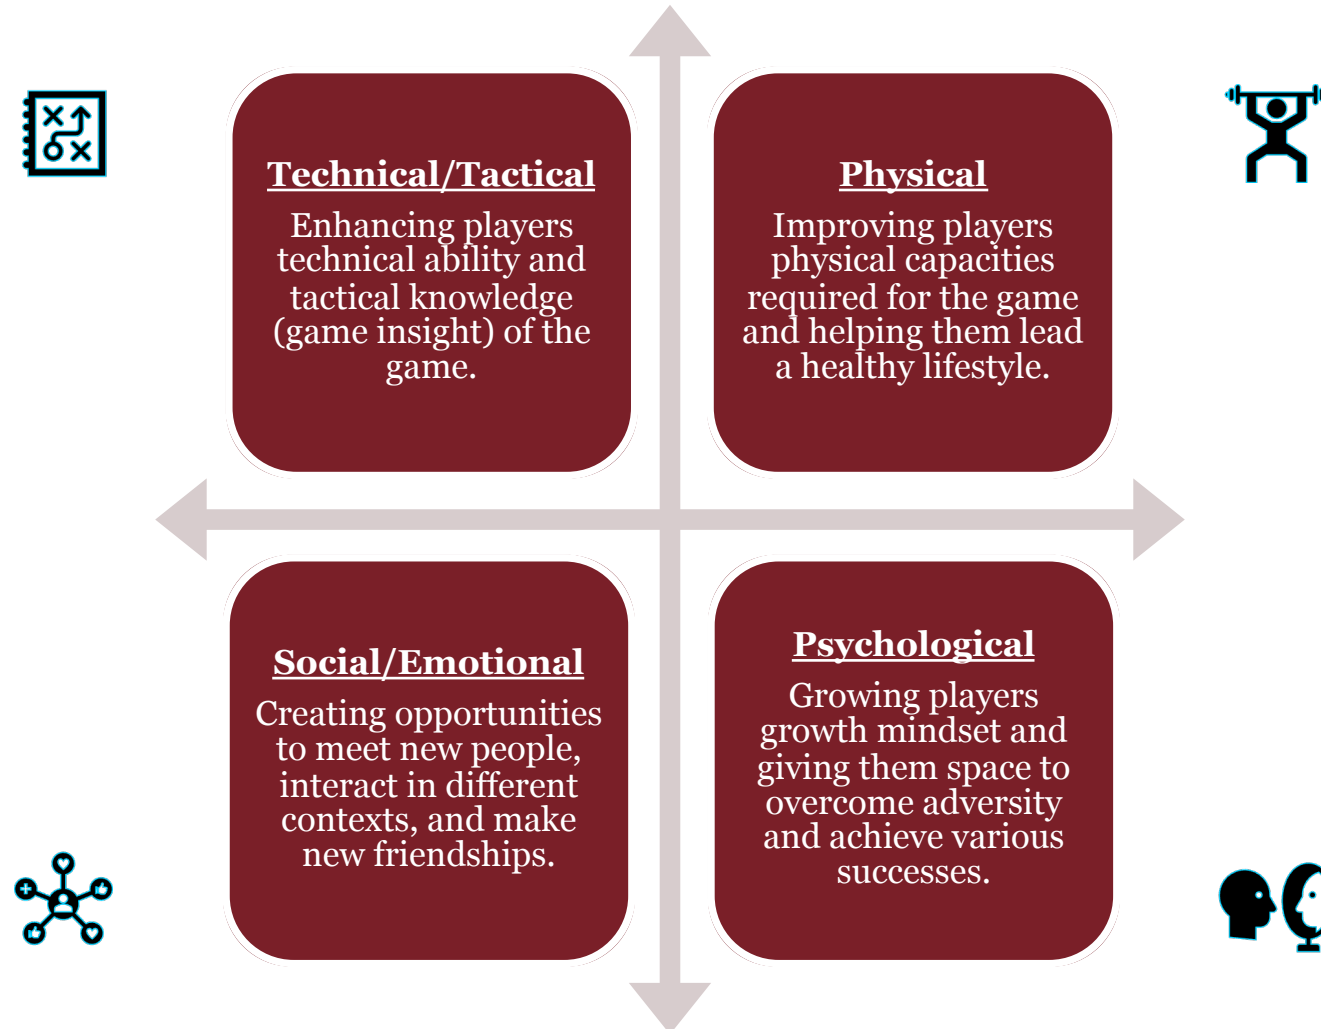 Technical/Tactical
Enhancing players
technical ability and
tactical knowledge
(game insight) of the
game.
Physical
Improving players
physical capacities
required for the game
and helping them lead
a healthy lifestyle.
Social/Emotional
Creating opportunities
to meet new people,
interact in different
contexts, and make
new friendships.
Psychological
Growing players
growth mindset and
giving them space to
overcome adversity
and achieve various
successes.